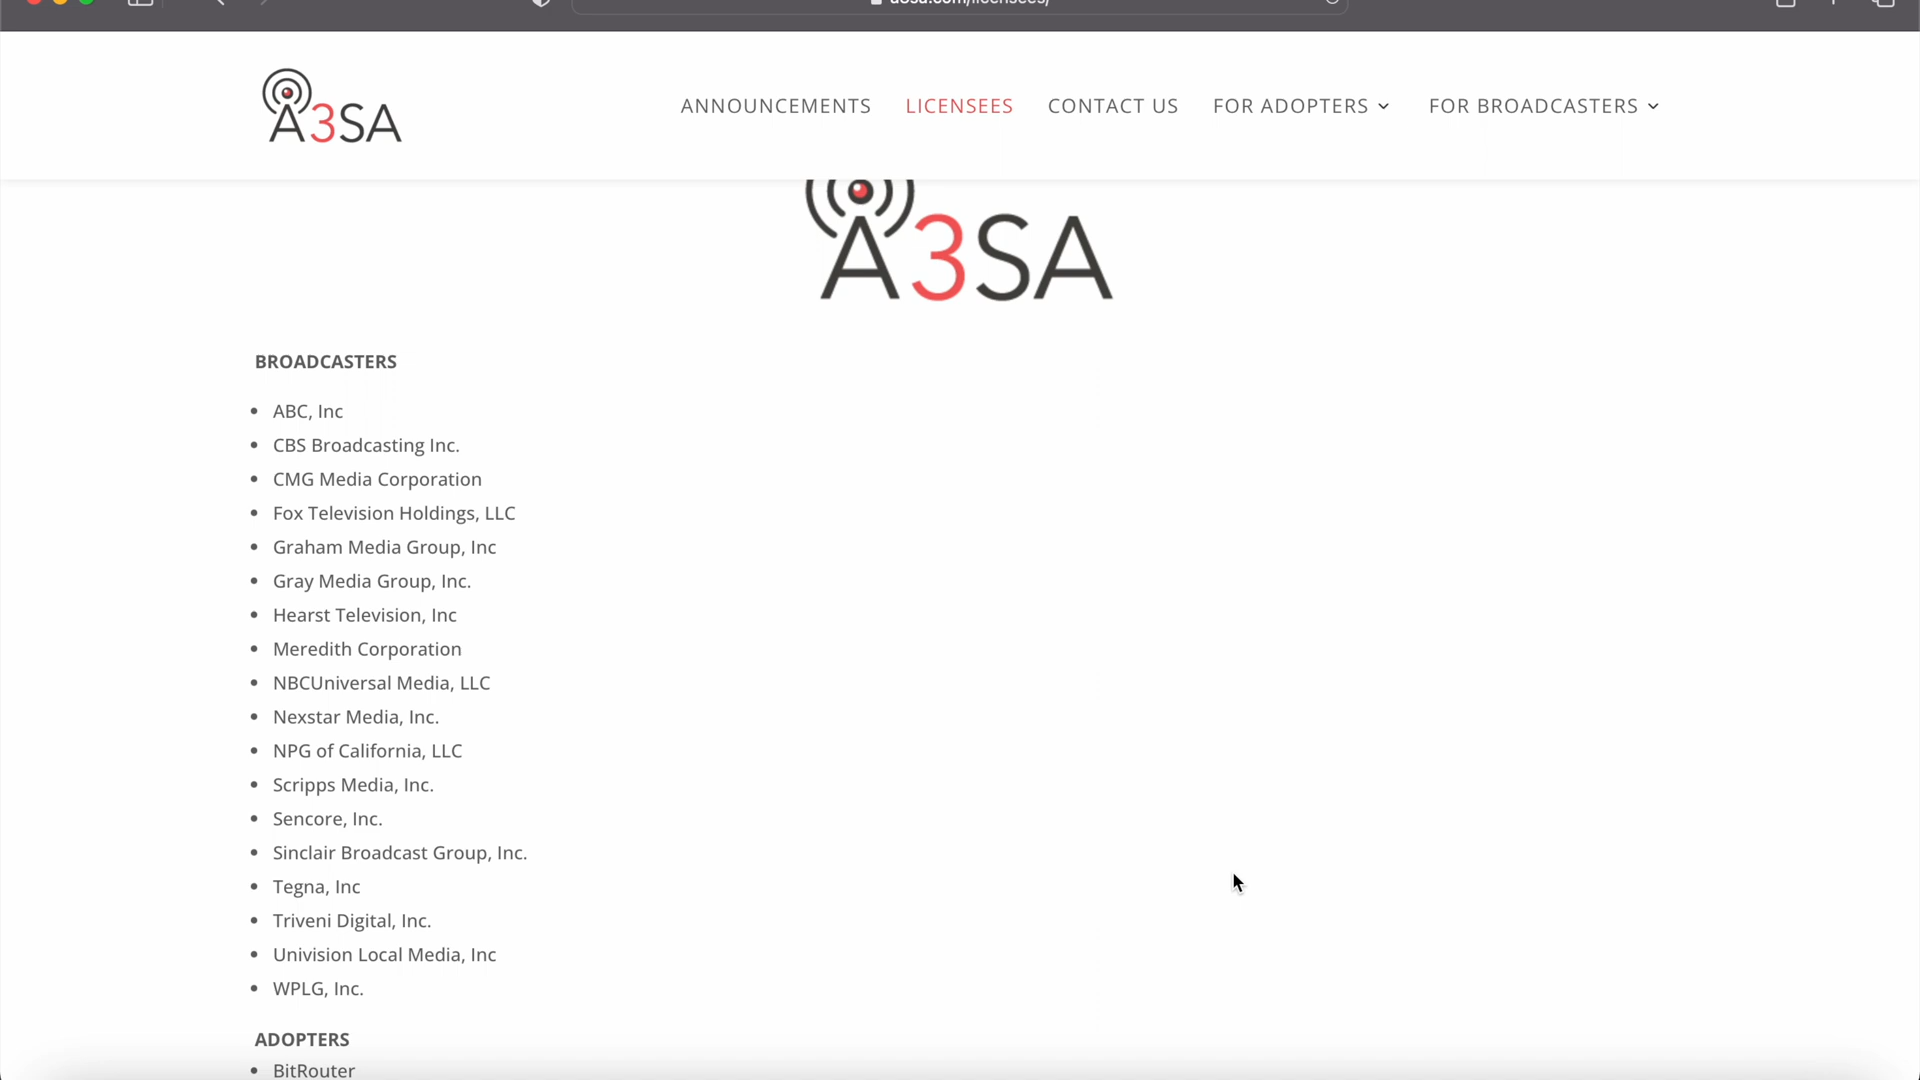 a3sa.com/licensees/
A3SA
ANNOUNCEMENTS LICENSEES CONTACT US FOR ADOPTERS FOR BROADCASTERS
A3SA
BROADCASTERS
• ABC, Inc
• CBS Broadcasting Inc.
• CMG Media Corporation
• Fox Television Holdings, LLC
• Graham Media Group, Inc
• Gray Media Group, Inc.
• Hearst Television, Inc
• Meredith Corporation
• NBCUniversal Media, LLC
• Nexstar Media, Inc.
• NPG of California, LLC
• Scripps Media, Inc.
• Sencore, Inc.
• Sinclair Broadcast Group, Inc.
• Tegna, Inc
• Triveni Digital, Inc.
• Univision Local Media, Inc
• WPLG, Inc.
ADOPTERS
• BitRouter